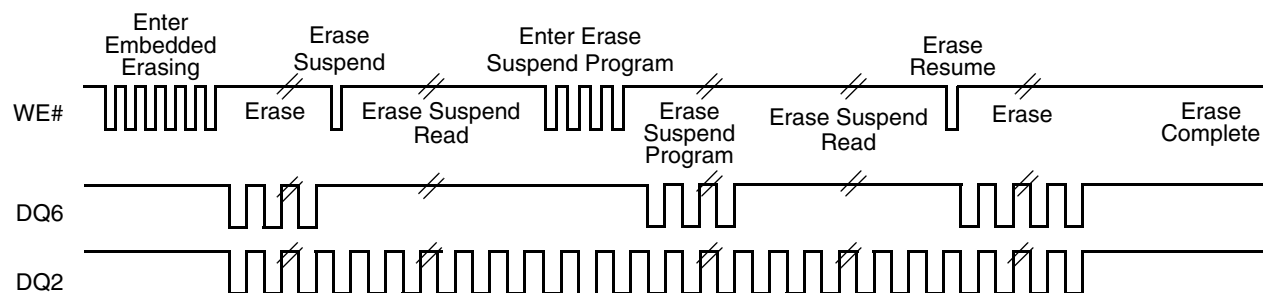 Enter
Embedded
Erasing
Erase
Suspend
Enter Erase
Suspend Program
Erase
Resume
WE#
Erase
Erase Suspend
Read
Erase
Suspend
Program
Erase Suspend
Read
Erase
Erase
Complete
DQ6
DQ2